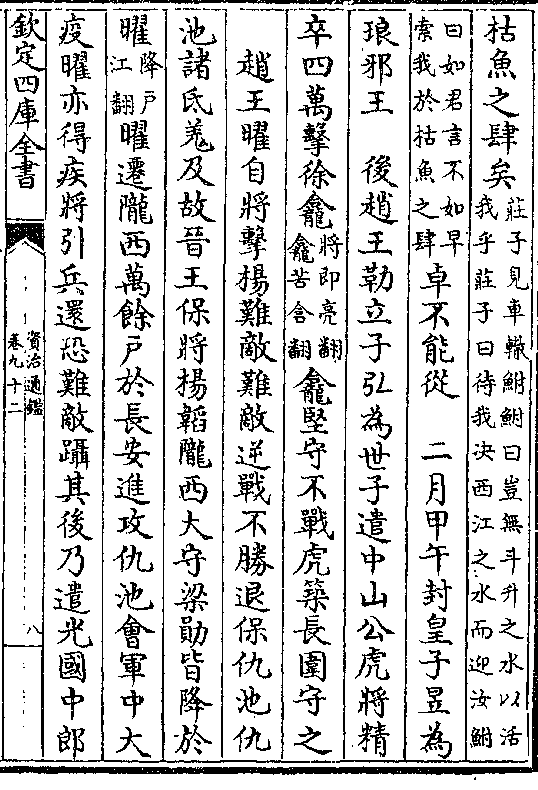 枯魚之肆矣莊子見車轍鮒鮒曰豈無斗升之水以活
我乎莊子曰待我决西江之水而迎汝鮒
曰如君言不如早
索我於枯魚之肆卓不能從　二月甲午封皇子昱為
琅邪王　後趙王勒立子弘為世子遣中山公虎將精
卒四萬擊徐龕將即亮翻
龕苦含翻龕堅守不戰虎築長圍守之
趙王曜自將擊楊難敵難敵逆戰不勝退保仇池仇
池諸氐羌及故晉王保將楊韜隴西大守梁勛皆降於
曜降戶
江翻曜遷隴西萬餘戶於長安進攻仇池會軍中大
疫曜亦得疾將引兵還恐難敵躡其後乃遣光國中郎
欽定四庫全書
資治通鑑
卷九十二
八